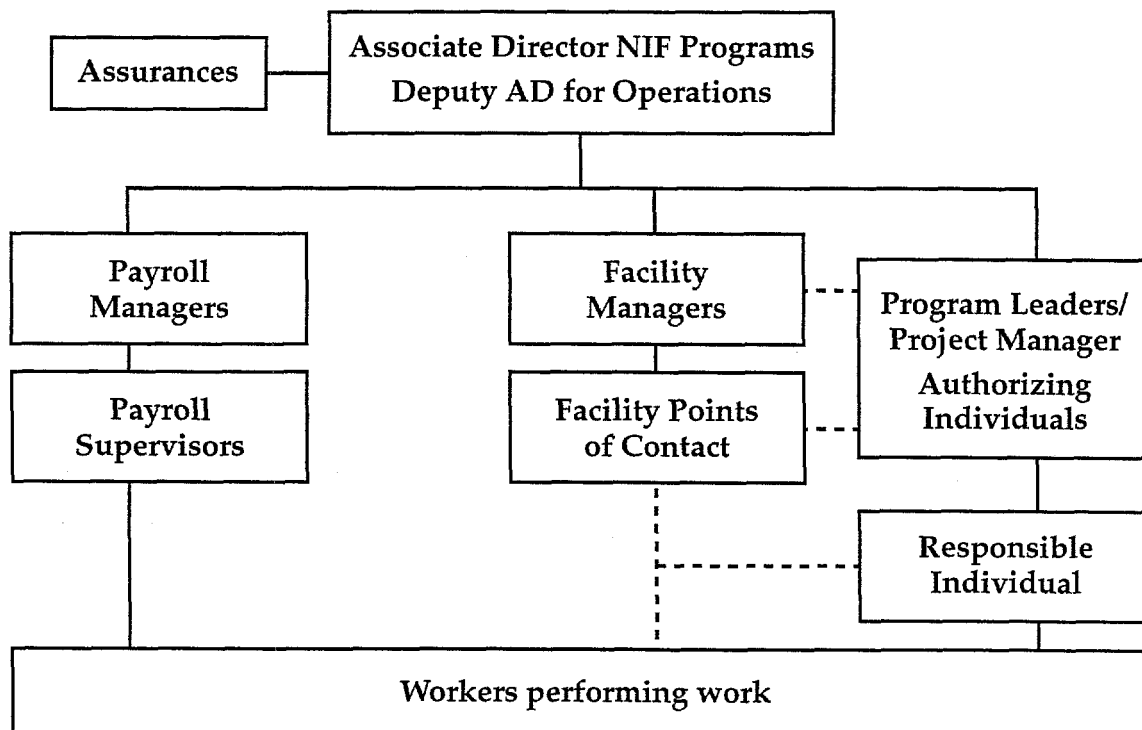 Assurances
Associate Director NIF Programs
Deputy AD for Operations
Payroll
Managers
Facility
Managers
Program Leaders/
Project Manager
Authorizing
Individuals
Payroll
Supervisors
Facility Points
of Contact
Responsible
Individual
Workers performing work